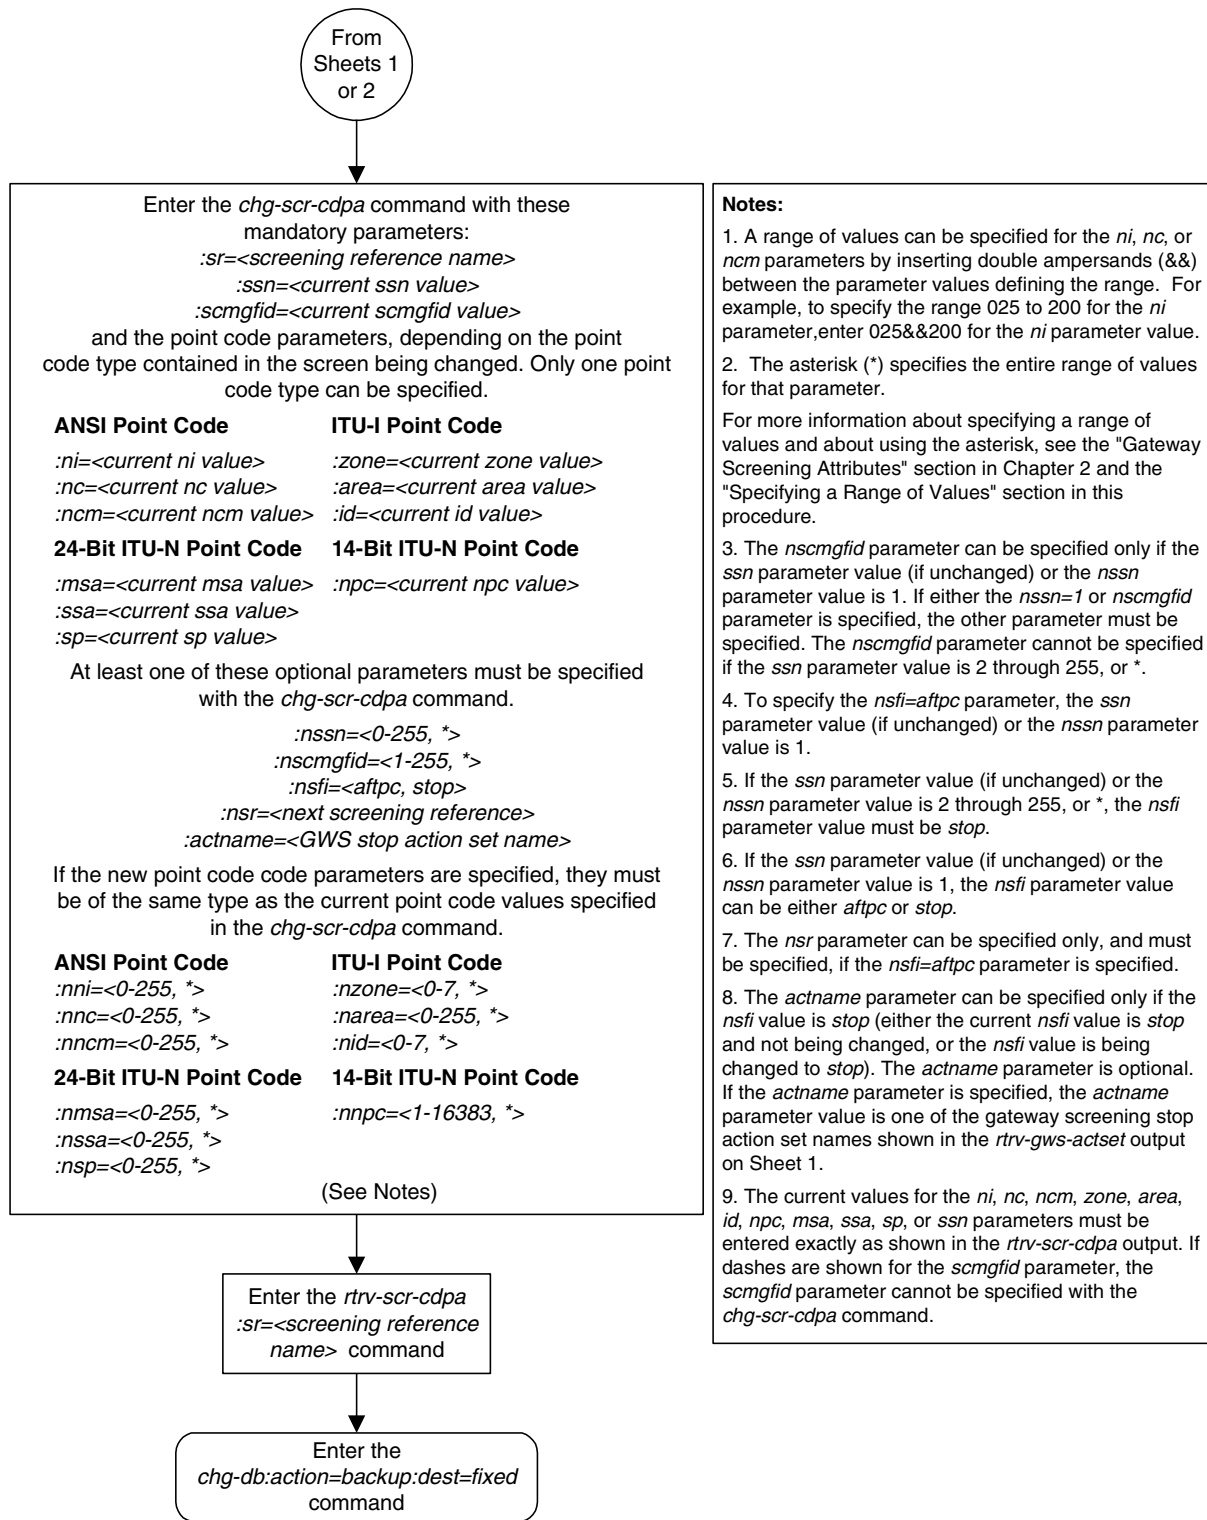 From
Sheets 1
or 2
Enter the chg-scr-cdpa command with these
mandatory parameters:
:sr=<screening reference name>
:ssn=<current ssn value>
:scmgfid=<current scmgfid value>
and the point code parameters, depending on the point
code type contained in the screen being changed. Only one point
code type can be specified.
ANSI Point Code
:ni=<current ni value>
:nc=<current nc value>
:ncm=<current ncm value>
ITU-I Point Code
:zone=<current zone value>
:area=<current area value>
:id=<current id value>
24-Bit ITU-N Point Code
:msa=<current msa value>
:ssa=<current ssa value>
:sp=<current sp value>
14-Bit ITU-N Point Code
:npc=<current npc value>
At least one of these optional parameters must be specified
with the chg-scr-cdpa command.
:nssn=<0-255, *>
:nscmgfid=<1-255, *>
:nsfi=<aftpc, stop>
:nsr=<next screening reference>
:actname=<GWS stop action set name>
If the new point code code parameters are specified, they must
be of the same type as the current point code values specified
in the chg-scr-cdpa command.
ANSI Point Code
:nni=<0-255, *>
:nnc=<0-255, *>
:nncm=<0-255, *>
ITU-I Point Code
:nzone=<0-7, *>
:narea=<0-255, *>
:nid=<0-7, *>
24-Bit ITU-N Point Code
:nmsa=<0-255, *>
:nssa=<0-255, *>
:nsp=<0-255, *>
14-Bit ITU-N Point Code
:nnpc=<1-16383, *>
(See Notes)
Enter the rtrv-scr-cdpa
:sr=<screening reference
name> command
Enter the
chg-db:action=backup:dest=fixed
command
Notes:
1. A range of values can be specified for the ni, nc, or
ncm parameters by inserting double ampersands (&&)
between the parameter values defining the range. For
example, to specify the range 025 to 200 for the ni
parameter,enter 025&&200 for the ni parameter value.
2. The asterisk (*) specifies the entire range of values
for that parameter.
For more information about specifying a range of
values and about using the asterisk, see the "Gateway
Screening Attributes" section in Chapter 2 and the
"Specifying a Range of Values" section in this
procedure.
3. The nscmgfid parameter can be specified only if the
ssn parameter value (if unchanged) or the nssn
parameter value is 1. If either the nssn=1 or nscmgfid
parameter is specified, the other parameter must be
specified. The nscmgfid parameter cannot be specified
if the ssn parameter value is 2 through 255, or *.
4. To specify the nsfi=aftpc parameter, the ssn
parameter value (if unchanged) or the nssn parameter
value is 1.
5. If the ssn parameter value (if unchanged) or the
nssn parameter value is 2 through 255, or *, the nsfi
parameter value must be stop.
6. If the ssn parameter value (if unchanged) or the
nssn parameter value is 1, the nsfi parameter value
can be either aftpc or stop.
7. The nsr parameter can be specified only, and must
be specified, if the nsfi=aftpc parameter is specified.
8. The actname parameter can be specified only if the
nsfi value is stop (either the current nsfi value is stop
and not being changed, or the nsfi value is being
changed to stop). The actname parameter is optional.
If the actname parameter is specified, the actname
parameter value is one of the gateway screening stop
action set names shown in the rtrv-gws-actset output
on Sheet 1.
9. The current values for the ni, nc, ncm, zone, area,
id, npc, msa, ssa, sp, or ssn parameters must be
entered exactly as shown in the rtrv-scr-cdpa output. If
dashes are shown for the scmgfid parameter, the
scmgfid parameter cannot be specified with the
chg-scr-cdpa command.